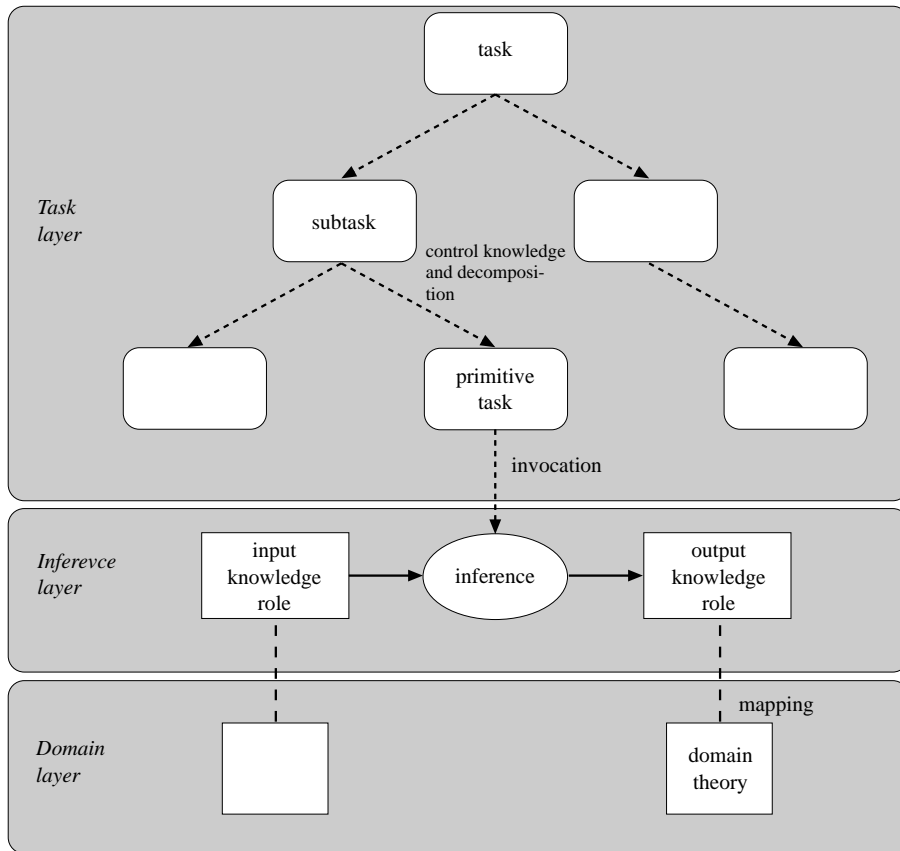 task
Task
layer
subtask
control knowledge
and decomposi-
tion
primitive
task
invocation
Inferevce
layer
input
knowledge
role
inference
output
knowledge
role
mapping
Domain
layer
domain
theory